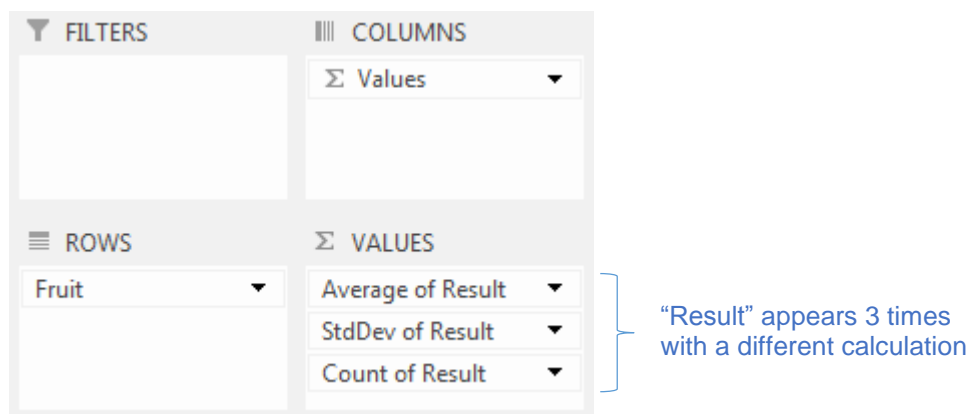 FILTERS
COLUMNS
Σ Values
ROWS
Σ VALUES
Fruit
Average of Result
StdDev of Result
Count of Result
“Result” appears 3 times
with a different calculation